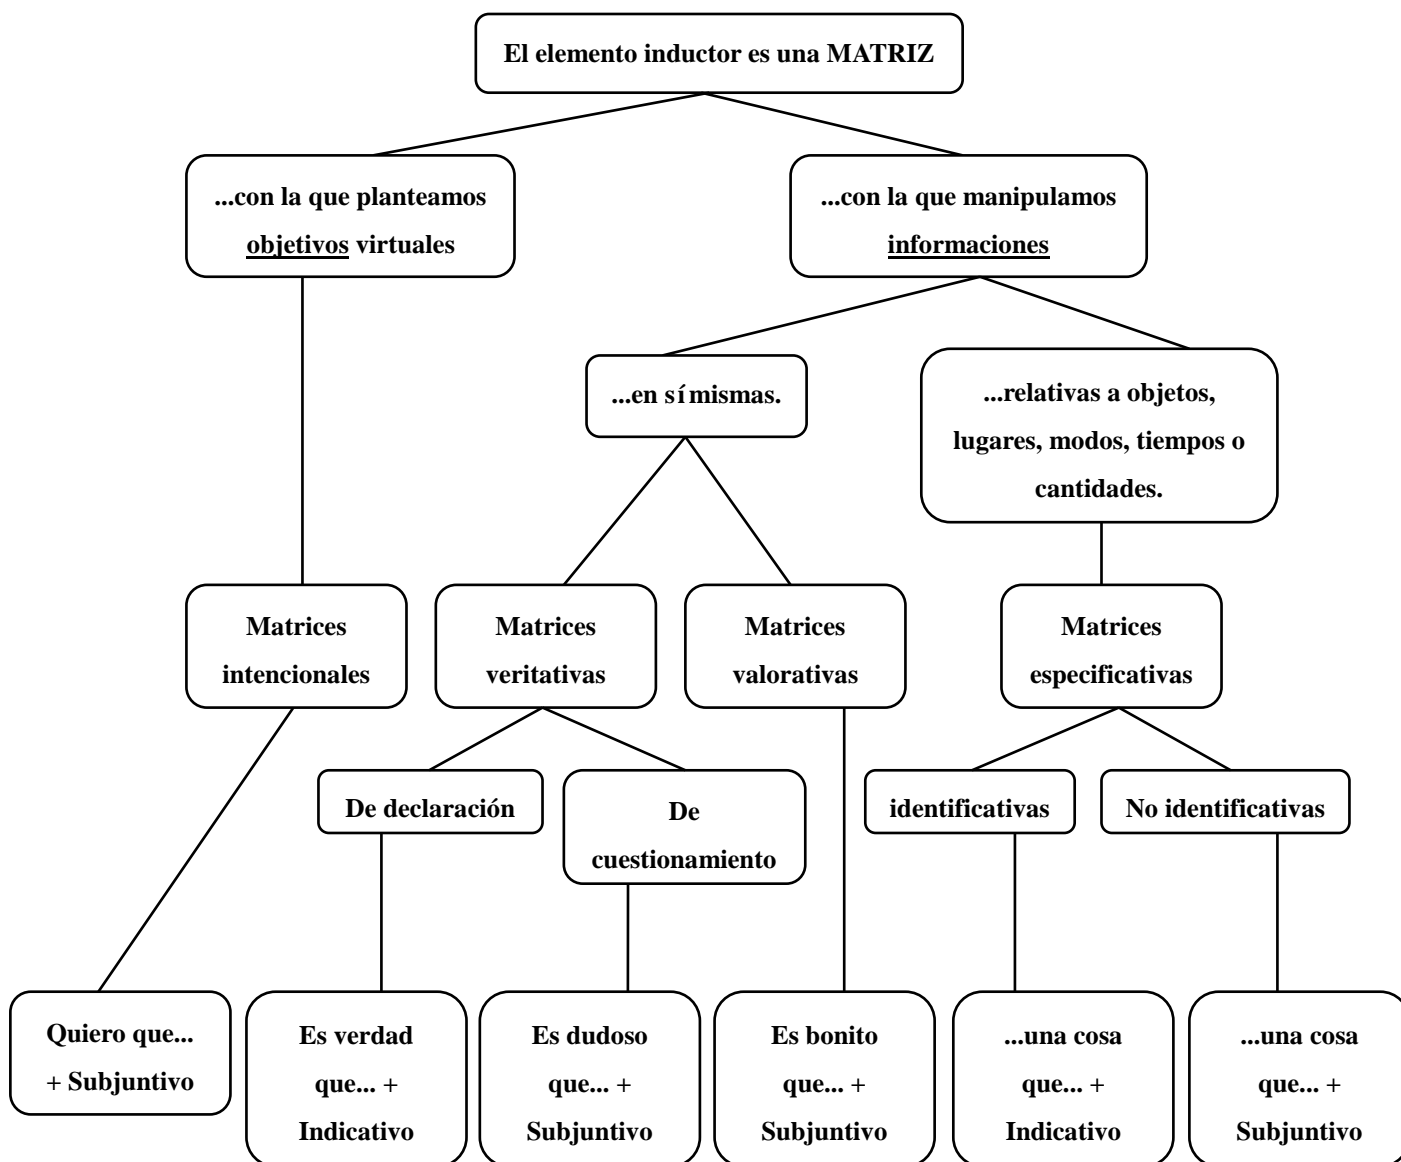 El elemento inductor es una MATRIZ
...con la que planteamos
objetivos virtuales
...con la que manipulamos
informaciones
...en sí mismas.
...relativas a objetos,
lugares, modos, tiempos o
cantidades.
Matrices
intencionales
Matrices
veritativas
Matrices
valorativas
Matrices
especificativas
De declaración
De
cuestionamiento
identificativas
No identificativas
Quiero que...
+ Subjuntivo
Es verdad
que... +
Indicativo
Es dudoso
que... +
Subjuntivo
Es bonito
que... +
Subjuntivo
...una cosa
que... +
Indicativo
...una cosa
que... +
Subjuntivo